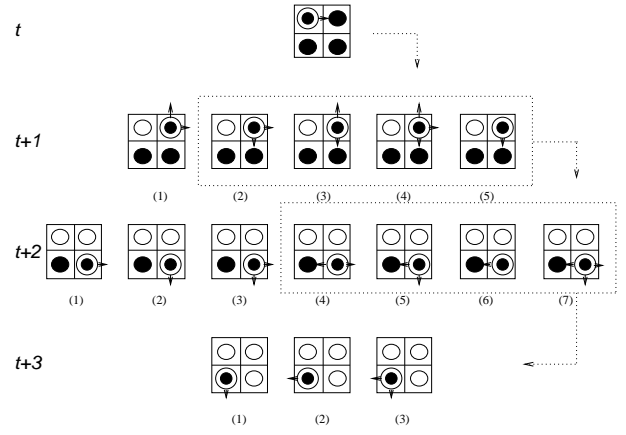 t
t+1
(1) (2) (3) (4) (5)
t+2
(1) (2) (3) (4) (5) (6) (7)
t+3
(1) (2) (3)